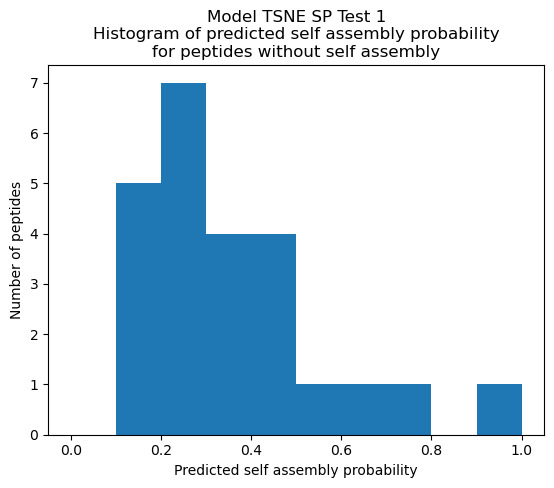 Model TSNE SP Test 1
Histogram of predicted self assembly probability
for peptides without self assembly
7
6
5
4
3
2
1
0
Number of peptides
0.0 0.2 0.4 0.6 0.8 1.0
Predicted self assembly probability